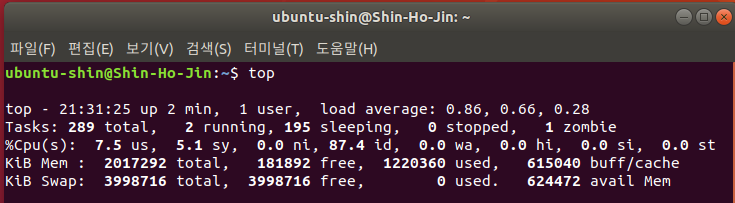 ubuntu-shin@Shin-Ho-Jin: ~
파일(F) 편집(E) 보기(V) 검색(S) 터미널(T) 도움말(H)
ubuntu-shin@Shin-Ho-Jin:~$ top
top - 21:31:25 up 2 min,  1 user,  load average: 0.86, 0.66, 0.28
Tasks: 289 total,   2 running, 195 sleeping,   0 stopped,   1 zombie
%Cpu(s):  7.5 us,  5.1 sy,  0.0 ni, 87.4 id,  0.0 wa,  0.0 hi,  0.0 si,  0.0 st
KiB Mem :  2017292 total,   181892 free,  1220360 used,   615040 buff/cache
KiB Swap:  3998716 total,  3998716 free,        0 used.   624472 avail Mem